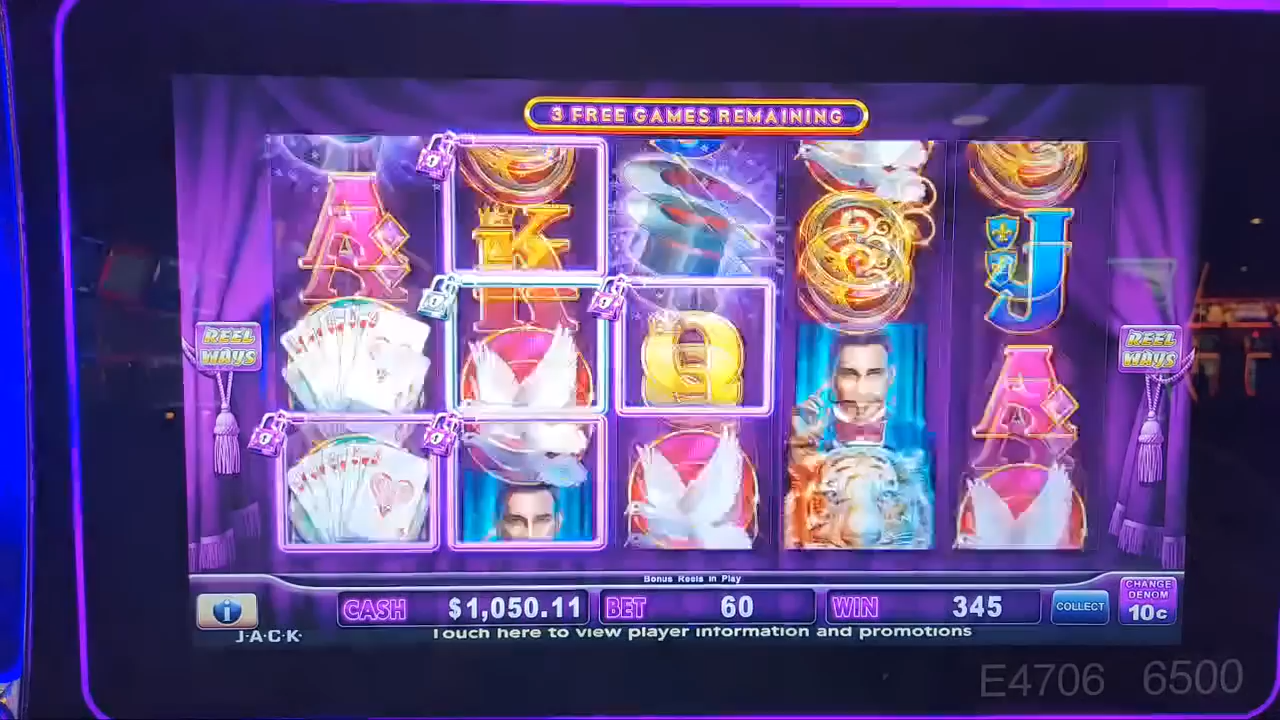 3 FREE GAMES REMAINING
A
K
J
REEL WAYS
REEL WAYS
Q
A
Bonus Reels in Play
CASH $1,050.11 BET 60 WIN 345 COLLECT
CHANGE DENOM 10¢
i
J·A·C·K·
Touch here to view player information and promotions
E4706 6500